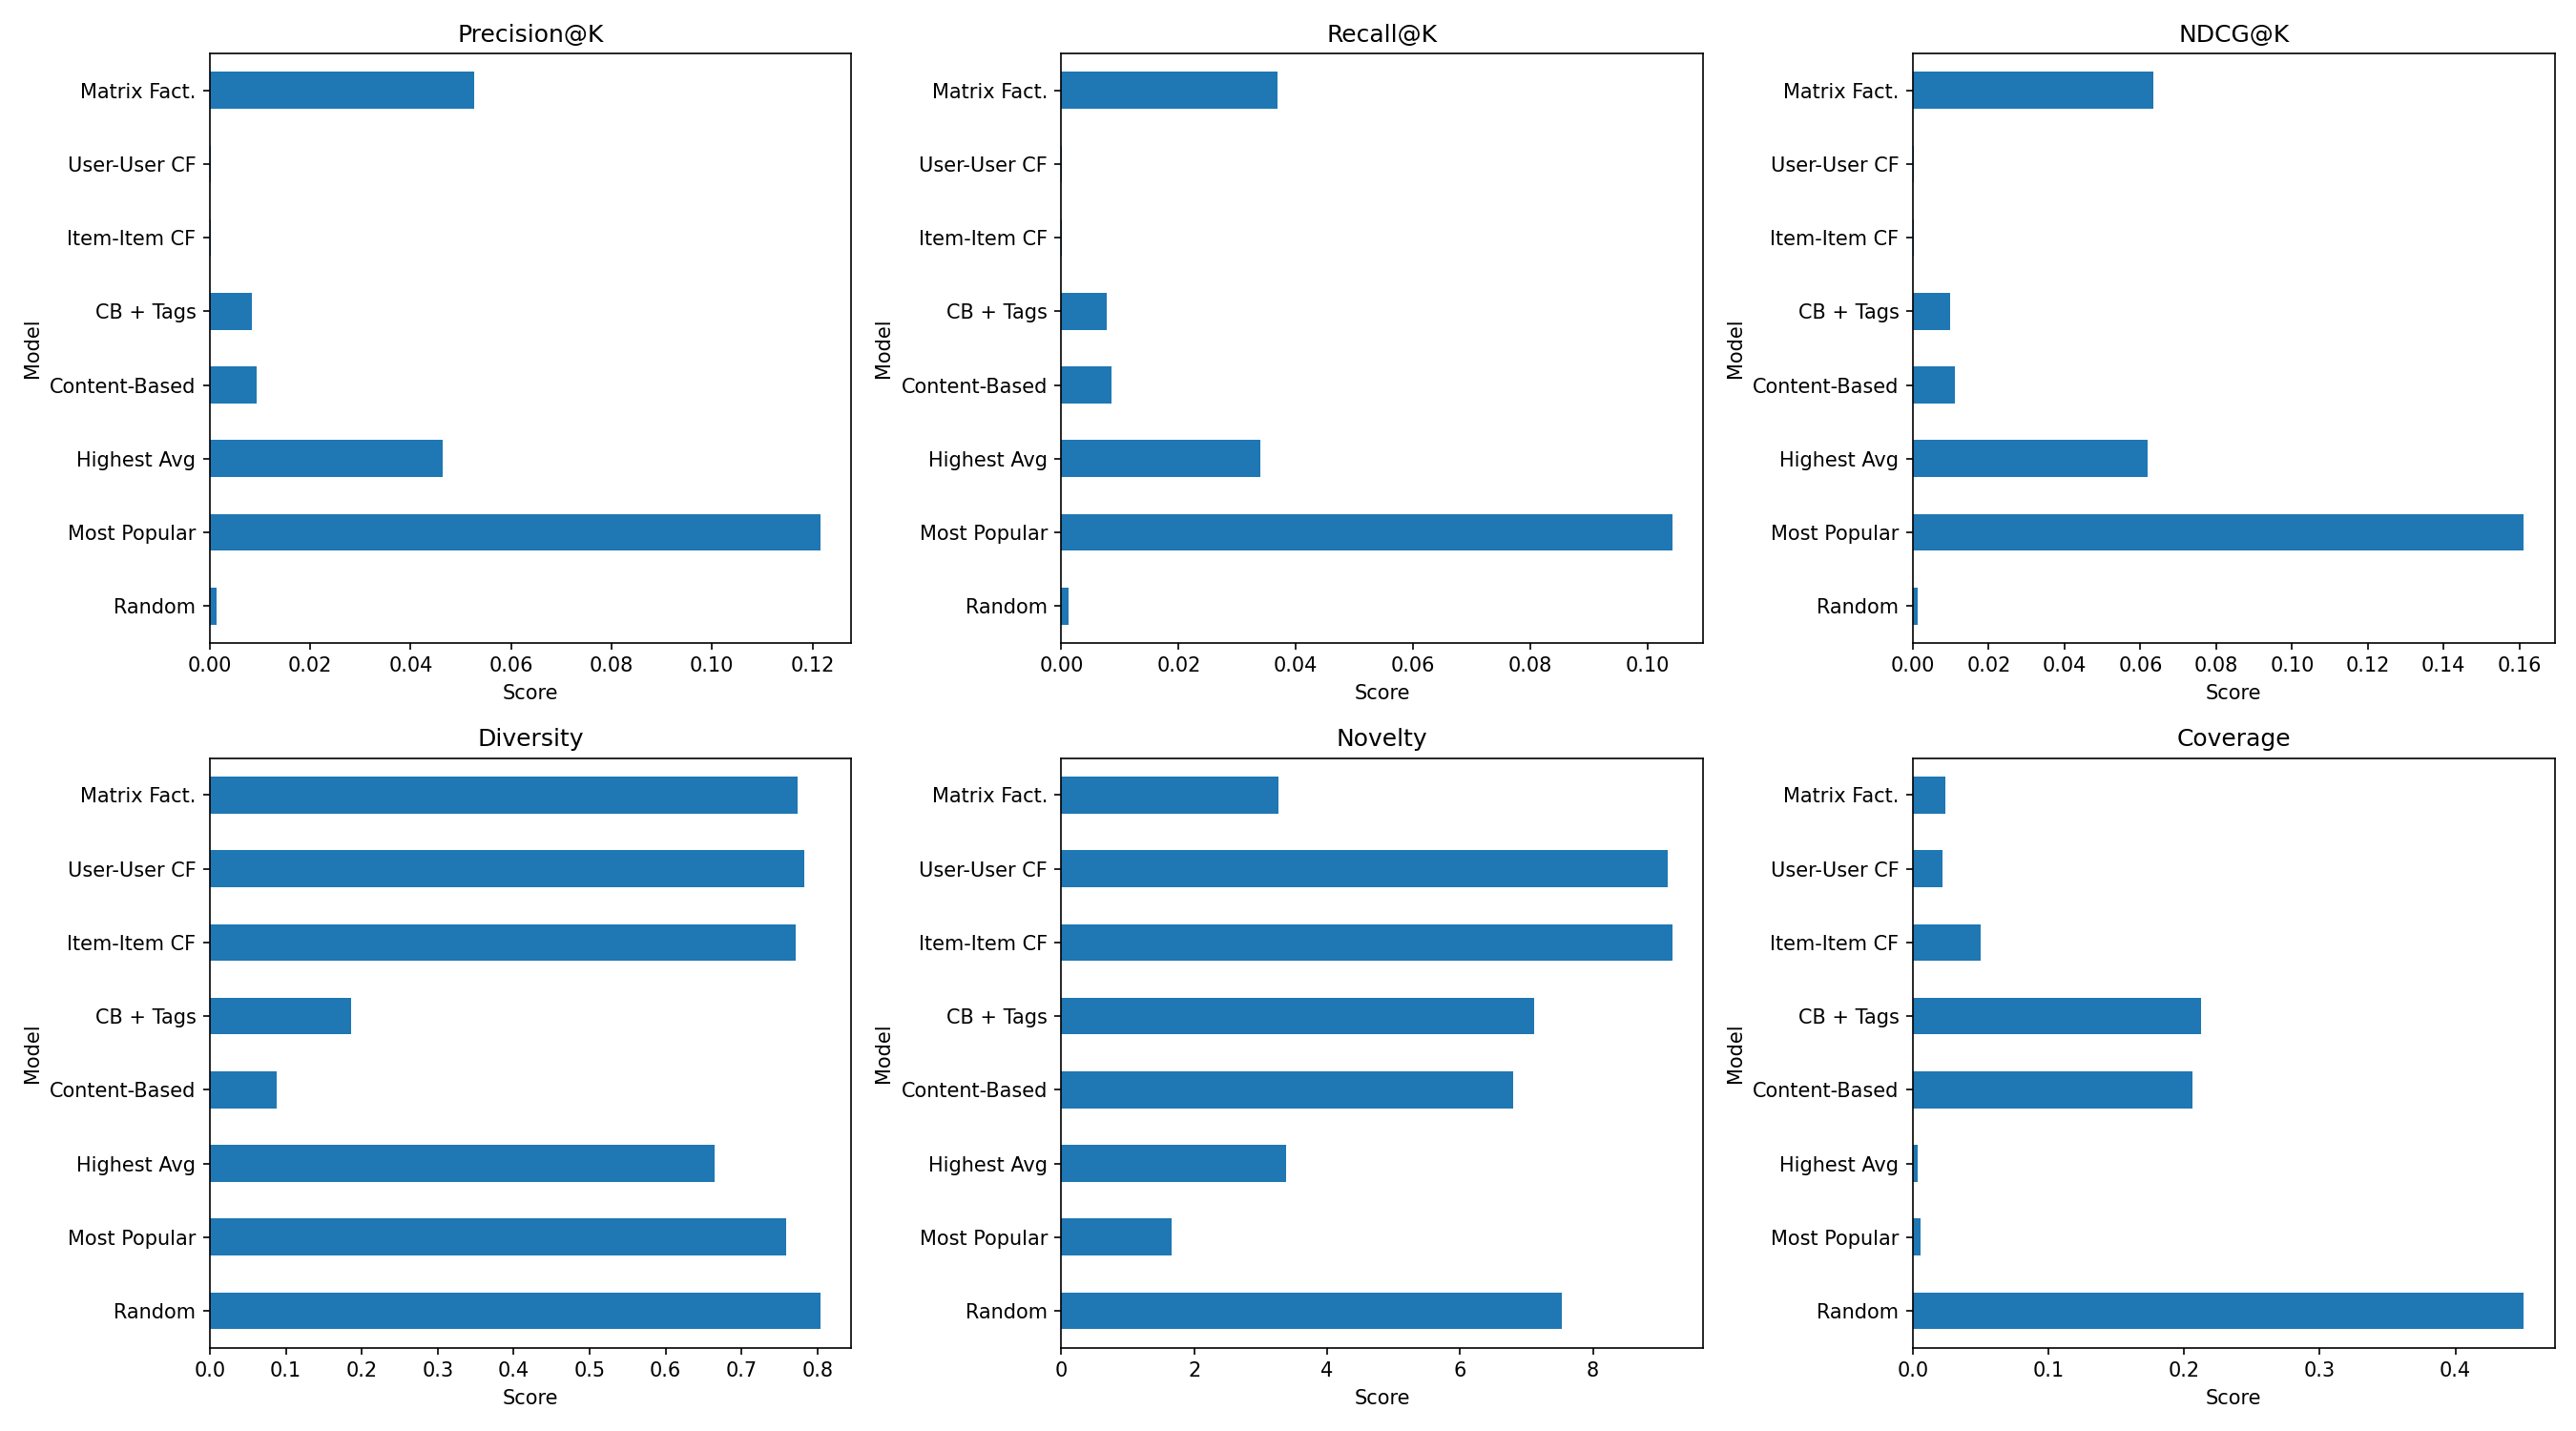 Precision@K
Model
Matrix Fact.
User-User CF
Item-Item CF
CB + Tags
Content-Based
Highest Avg
Most Popular
Random
0.00 0.02 0.04 0.06 0.08 0.10 0.12
Score
Recall@K
Model
Matrix Fact.
User-User CF
Item-Item CF
CB + Tags
Content-Based
Highest Avg
Most Popular
Random
0.00 0.02 0.04 0.06 0.08 0.10
Score
NDCG@K
Model
Matrix Fact.
User-User CF
Item-Item CF
CB + Tags
Content-Based
Highest Avg
Most Popular
Random
0.00 0.02 0.04 0.06 0.08 0.10 0.12 0.14 0.16
Score
Diversity
Model
Matrix Fact.
User-User CF
Item-Item CF
CB + Tags
Content-Based
Highest Avg
Most Popular
Random
0.0 0.1 0.2 0.3 0.4 0.5 0.6 0.7 0.8
Score
Novelty
Model
Matrix Fact.
User-User CF
Item-Item CF
CB + Tags
Content-Based
Highest Avg
Most Popular
Random
0 2 4 6 8
Score
Coverage
Model
Matrix Fact.
User-User CF
Item-Item CF
CB + Tags
Content-Based
Highest Avg
Most Popular
Random
0.0 0.1 0.2 0.3 0.4
Score